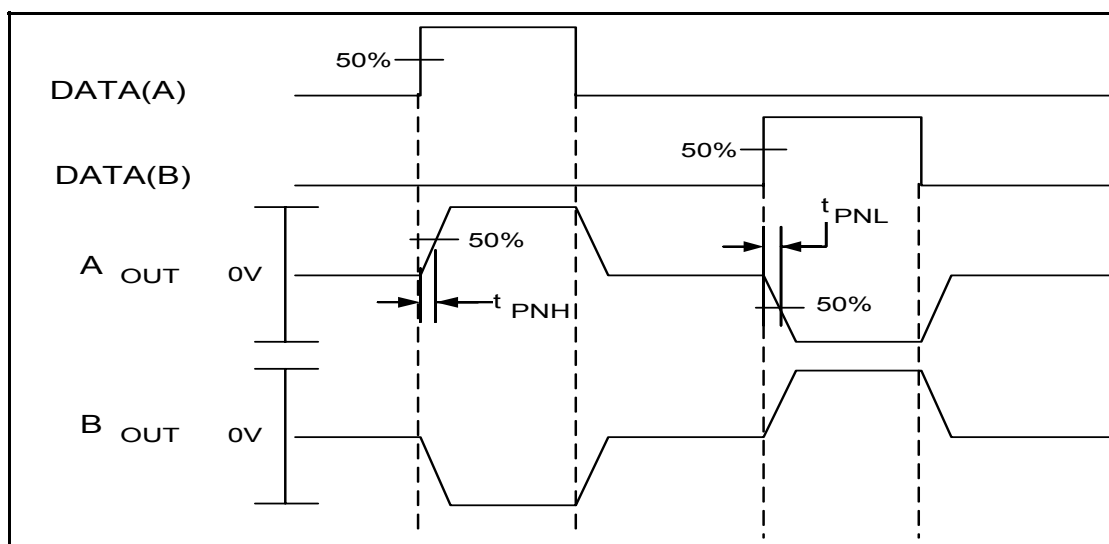 50%
DATA(A)
50%
DATA(B)
t PNL
50%
A OUT 0V
t PNH
50%
B OUT 0V